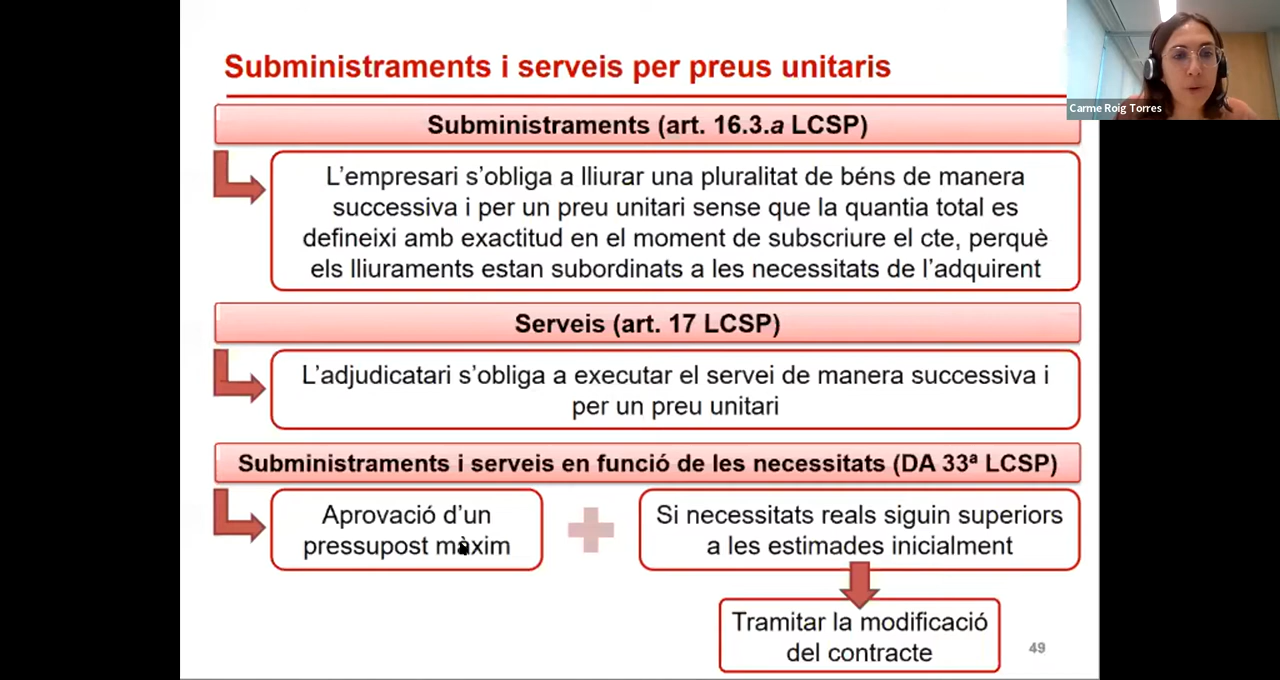 Subministraments i serveis per preus unitaris
Carme Roig Torres
Subministraments (art. 16.3.a LCSP)
L’empresari s’obliga a lliurar una pluralitat de béns de manera
successiva i per un preu unitari sense que la quantia total es
defineixi amb exactitud en el moment de subscriure el cte, perquè
els lliuraments estan subordinats a les necessitats de l’adquirent
Serveis (art. 17 LCSP)
L’adjudicatari s’obliga a executar el servei de manera successiva i
per un preu unitari
Subministraments i serveis en funció de les necessitats (DA 33ª LCSP)
Aprovació d’un
pressupost màxim
Si necessitats reals siguin superiors
a les estimades inicialment
Tramitar la modificació
del contracte
49